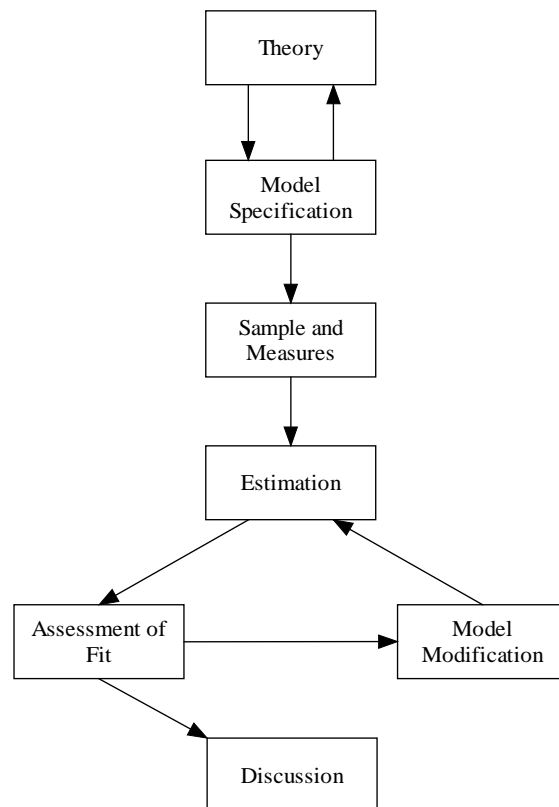 Theory
Model
Specification
Sample and
Measures
Estimation
Assessment of
Fit
Model
Modification
Discussion